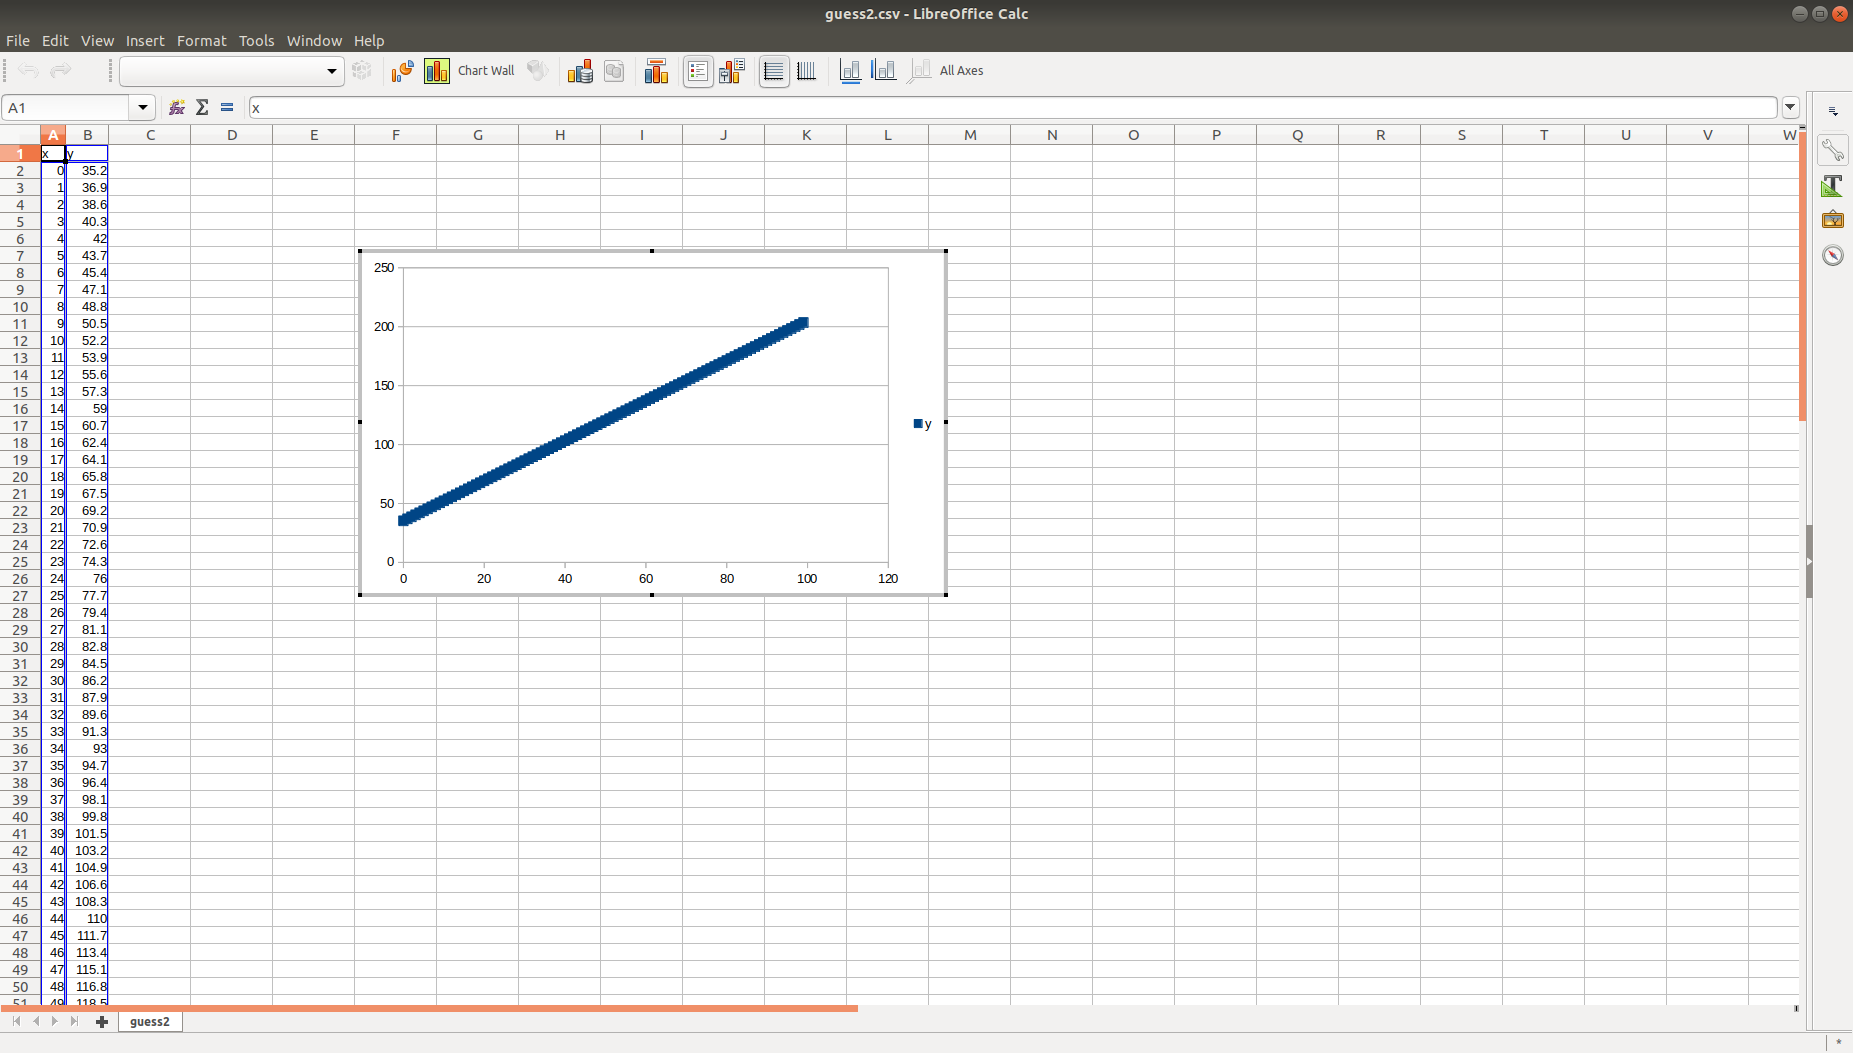 guess2.csv - LibreOffice Calc
File Edit View Insert Format Tools Window Help
Chart Wall All Axes
A1 x
A B C D E F G H I J K L M N O P Q R S T U V W
1 x y
2 0 35.2
3 1 36.9
4 2 38.6
5 3 40.3
6 4 42
7 5 43.7
8 6 45.4
9 7 47.1
10 8 48.8
11 9 50.5
12 10 52.2
13 11 53.9
14 12 55.6
15 13 57.3
16 14 59
17 15 60.7
18 16 62.4
19 17 64.1
20 18 65.8
21 19 67.5
22 20 69.2
23 21 70.9
24 22 72.6
25 23 74.3
26 24 76
27 25 77.7
28 26 79.4
29 27 81.1
30 28 82.8
31 29 84.5
32 30 86.2
33 31 87.9
34 32 89.6
35 33 91.3
36 34 93
37 35 94.7
38 36 96.4
39 37 98.1
40 38 99.8
41 39 101.5
42 40 103.2
43 41 104.9
44 42 106.6
45 43 108.3
46 44 110
47 45 111.7
48 46 113.4
49 47 115.1
50 48 116.8
51 49 118.5
250
200
150
100
50
0
0 20 40 60 80 100 120
y
guess2
*